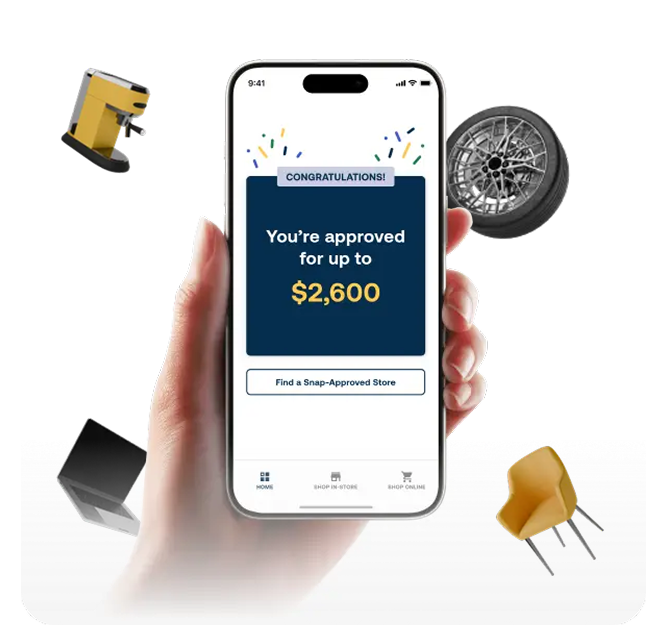 9:41
CONGRATULATIONS!
You're approved
for up to
$2,600
Find a Snap-Approved Store
HOME
SHOP IN-STORE
SHOP ONLINE